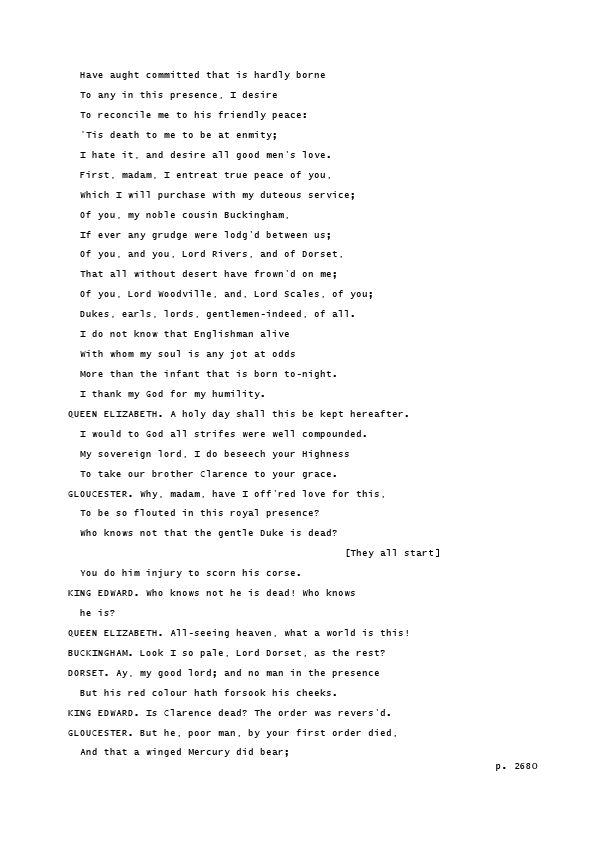 Have aught committed that is hardly borne
To any in this presence, I desire
To reconcile me to his friendly peace:
'Tis death to me to be at enmity;
I hate it, and desire all good men's love.
First, madam, I entreat true peace of you,
Which I will purchase with my duteous service;
Of you, my noble cousin Buckingham,
If ever any grudge were lodg'd between us;
Of you, and you, Lord Rivers, and of Dorset,
That all without desert have frown'd on me;
Of you, Lord Woodville, and, Lord Scales, of you;
Dukes, earls, lords, gentlemen-indeed, of all.
I do not know that Englishman alive
With whom my soul is any jot at odds
More than the infant that is born to-night.
I thank my God for my humility.
QUEEN ELIZABETH. A holy day shall this be kept hereafter.
I would to God all strifes were well compounded.
My sovereign lord, I do beseech your Highness
To take our brother Clarence to your grace.
GLOUCESTER. Why, madam, have I off'red love for this,
To be so flouted in this royal presence?
Who knows not that the gentle Duke is dead?
[They all start]
You do him injury to scorn his corse.
KING EDWARD. Who knows not he is dead! Who knows
he is?
QUEEN ELIZABETH. All-seeing heaven, what a world is this!
BUCKINGHAM. Look I so pale, Lord Dorset, as the rest?
DORSET. Ay, my good lord; and no man in the presence
But his red colour hath forsook his cheeks.
KING EDWARD. Is Clarence dead? The order was revers'd.
GLOUCESTER. But he, poor man, by your first order died,
And that a winged Mercury did bear;
p. 2680